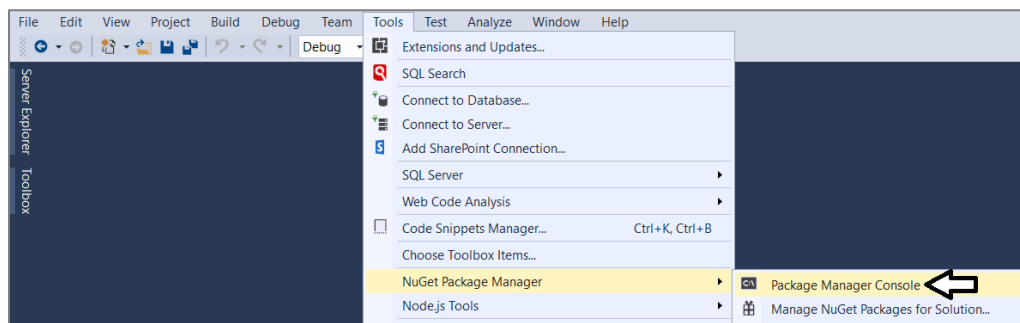 File Edit View Project Build Debug Team Tools Test Analyze Window Help
Debug
Server Explorer
Toolbox
Extensions and Updates...
SQL Search
Connect to Database...
Connect to Server...
Add SharePoint Connection...
SQL Server
Web Code Analysis
Code Snippets Manager... Ctrl+K, Ctrl+B
Choose Toolbox Items...
NuGet Package Manager
Node.js Tools
Package Manager Console
Manage NuGet Packages for Solution...